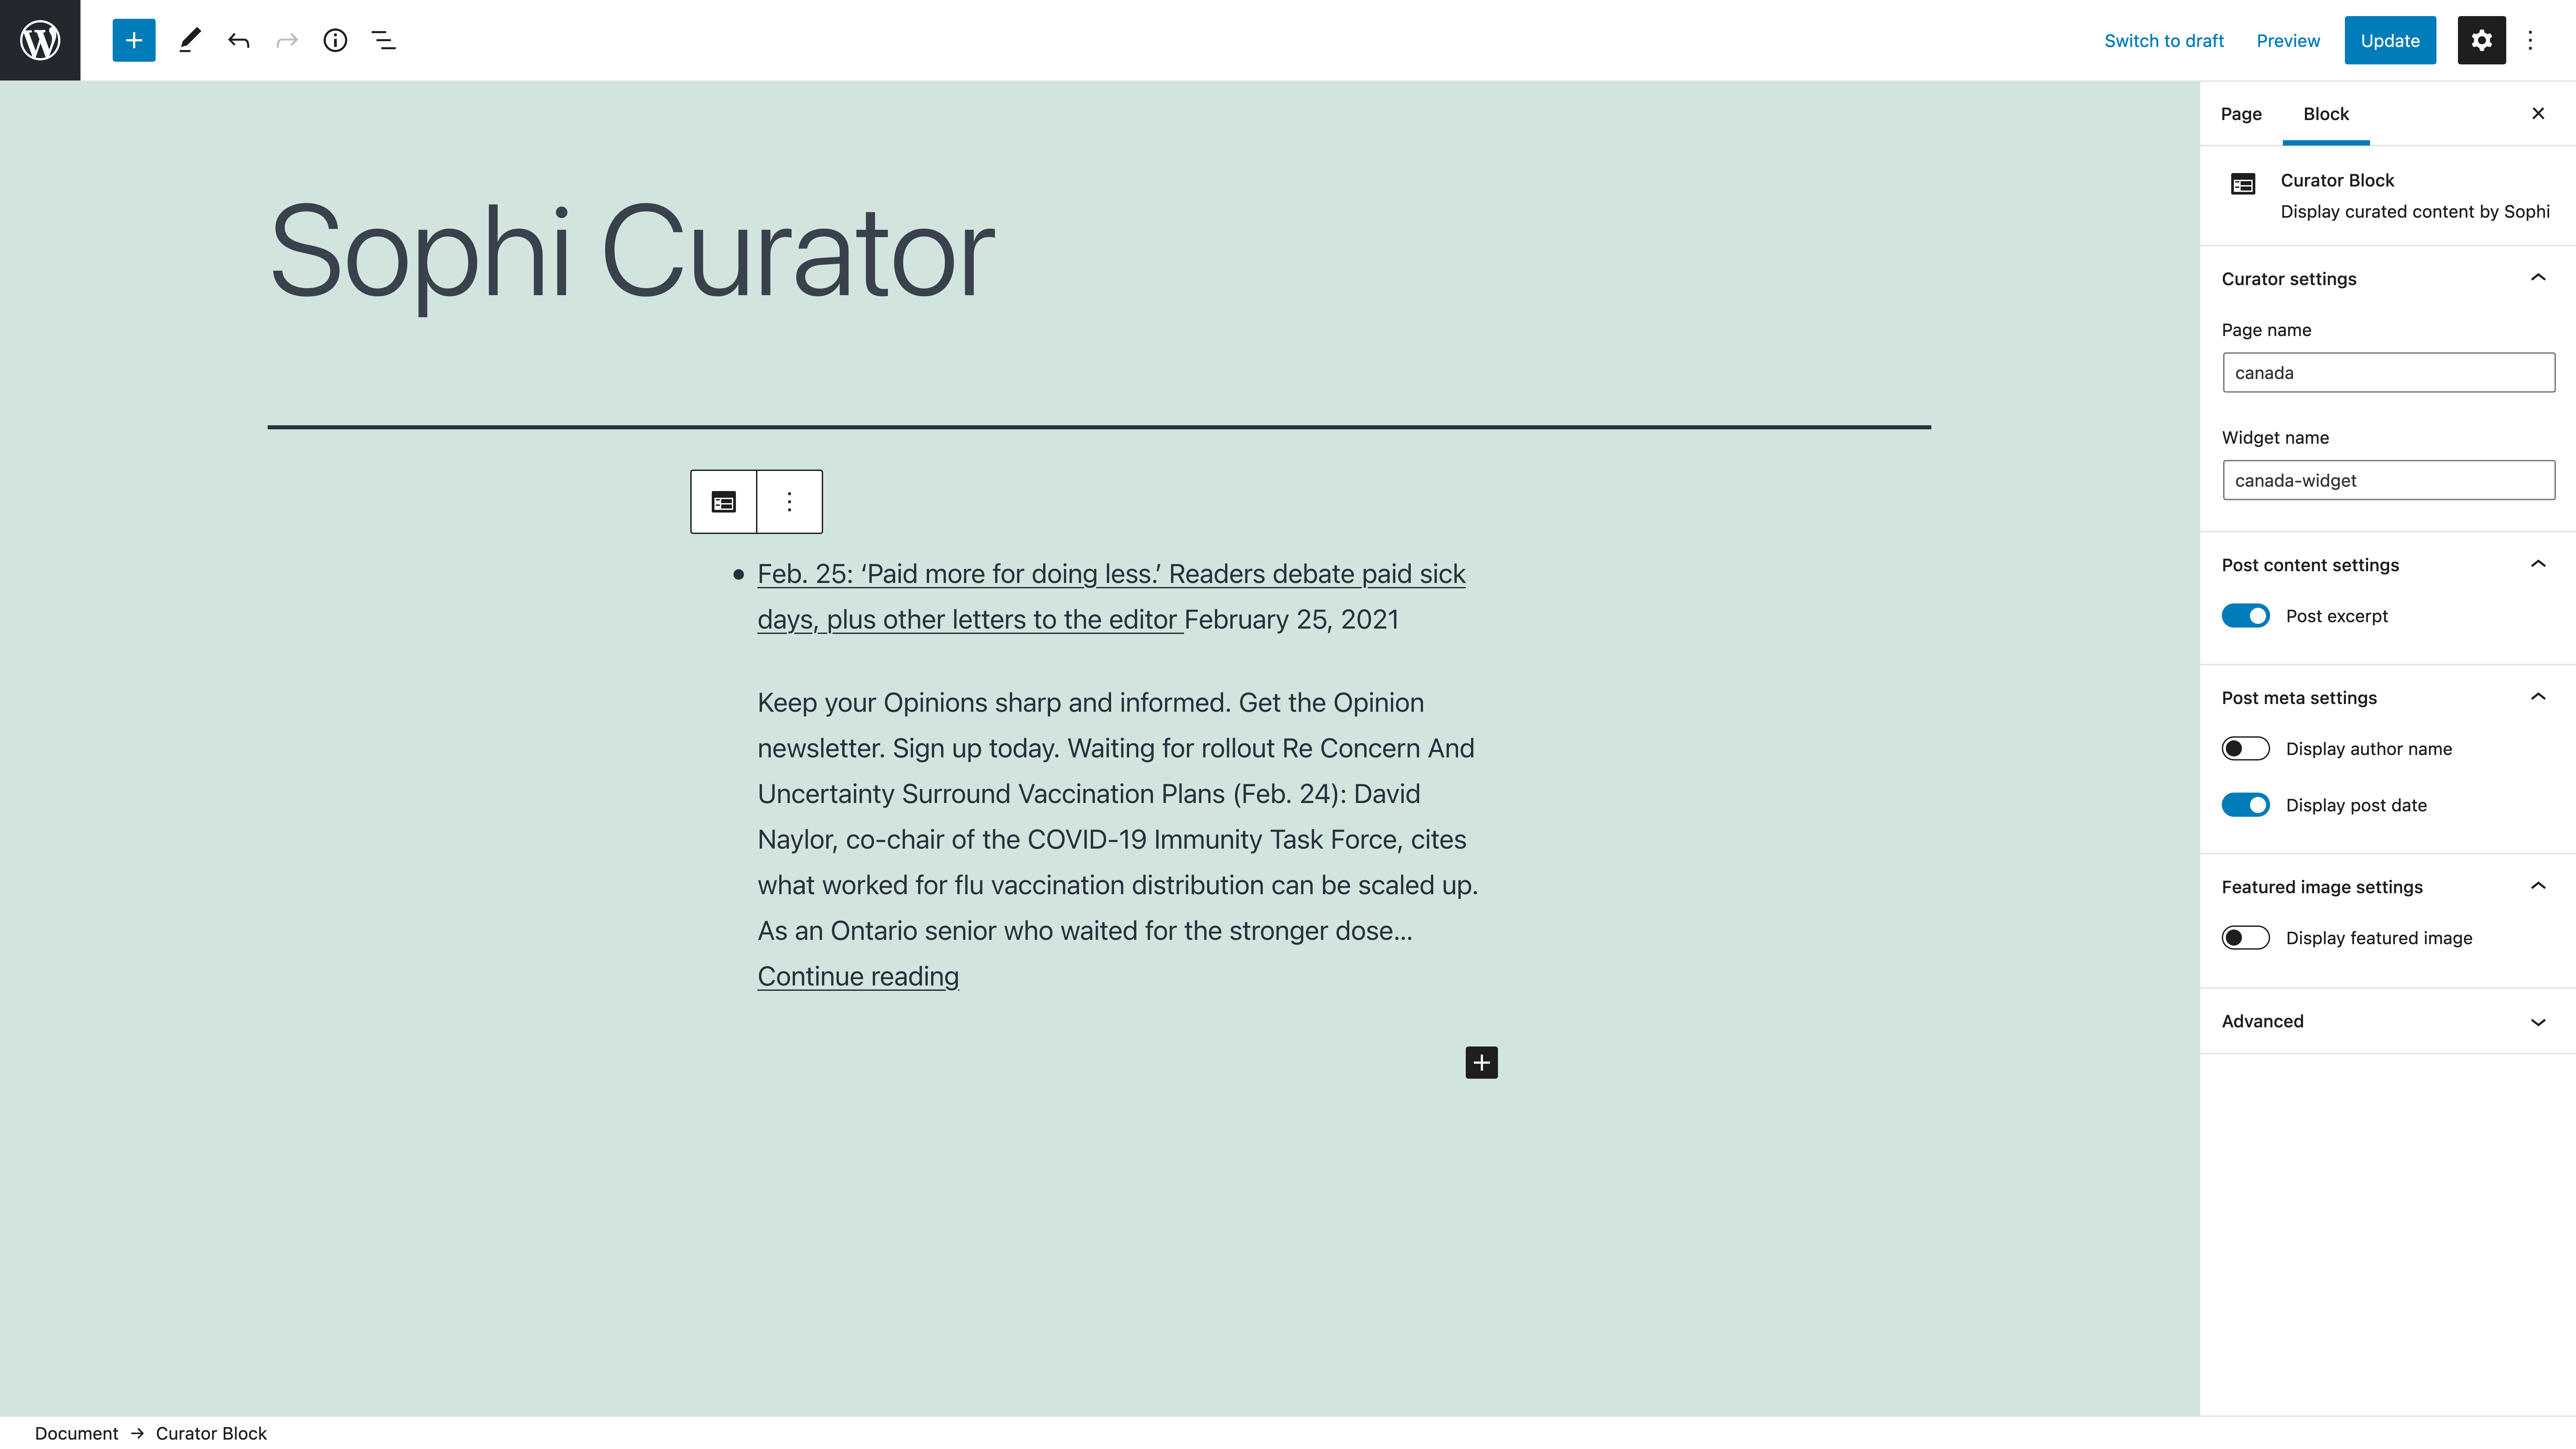 Switch to draft Preview Update
Page Block
Curator Block
Display curated content by Sophi
Sophi Curator
Feb. 25: ‘Paid more for doing less.’ Readers debate paid sick
days, plus other letters to the editor February 25, 2021
Keep your Opinions sharp and informed. Get the Opinion
newsletter. Sign up today. Waiting for rollout Re Concern And
Uncertainty Surround Vaccination Plans (Feb. 24): David
Naylor, co-chair of the COVID-19 Immunity Task Force, cites
what worked for flu vaccination distribution can be scaled up.
As an Ontario senior who waited for the stronger dose…
Continue reading
Curator settings
Page name
canada
Widget name
canada-widget
Post content settings
Post excerpt
Post meta settings
Display author name
Display post date
Featured image settings
Display featured image
Advanced
Document → Curator Block